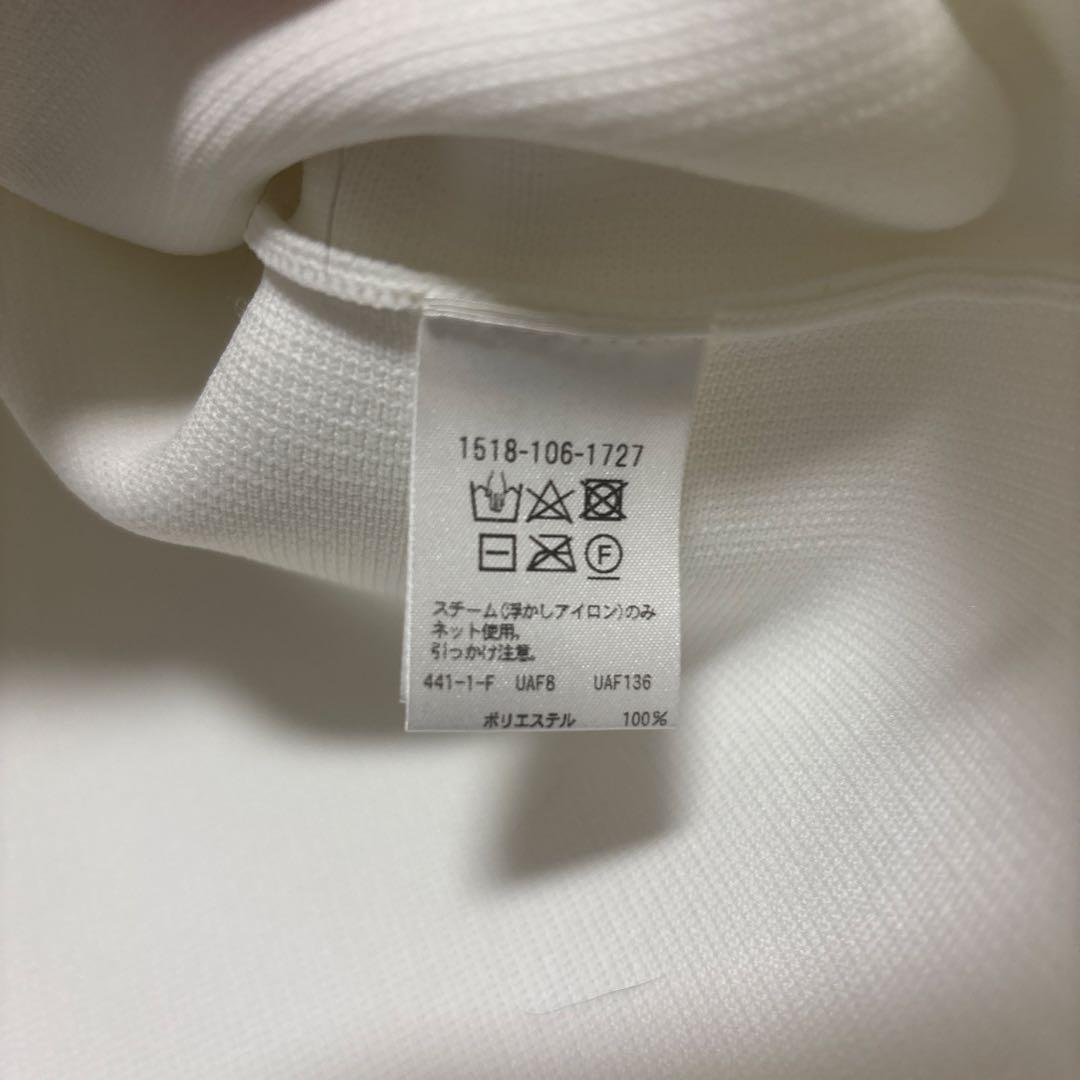 1518-106-1727
F
スチーム(浮かしアイロン)のみ
ネット使用。
引っかけ注意。
441-1-F UAF8 UAF136
ポリエステル 100%